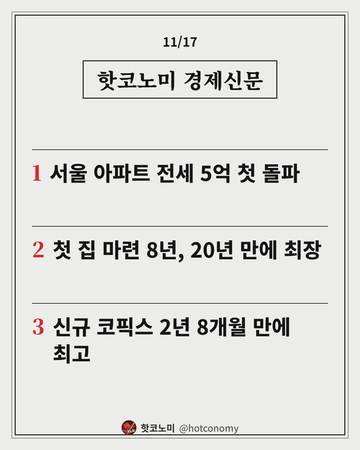 11/17
핫코노미 경제신문
1 서울 아파트 전세 5억 첫 돌파
2 첫 집 마련 8년, 20년 만에 최장
3 신규 코픽스 2년 8개월 만에
최고
핫코노미 @hotconomy